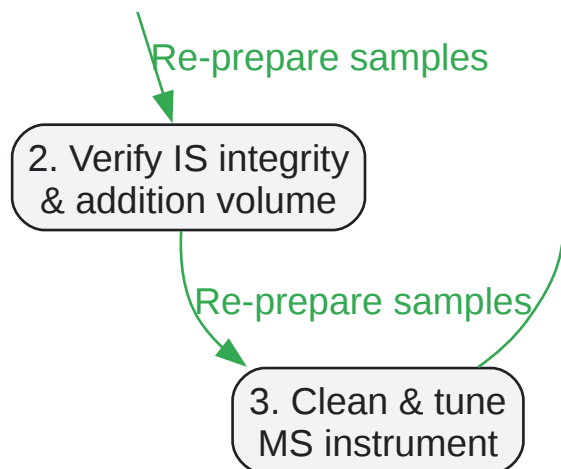 Re-prepare samples
2. Verify IS integrity
& addition volume
Re-prepare samples
3. Clean & tune
MS instrument